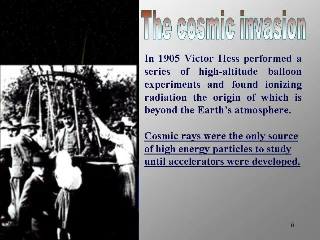 The cosmic invasion
In 1905 Victor Hess performed a
series of high-altitude balloon
experiments and found ionizing
radiation the origin of which is
beyond the Earth's atmosphere.
Cosmic rays were the only source
of high energy particles to study
until accelerators were developed.